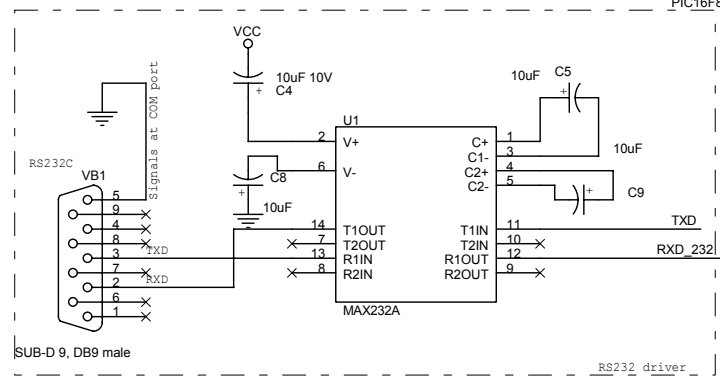 PIC16F8
VCC
10uF 10V
C4
+
10uF
C5
+
Signals at COM port
U1
2
V+
C+
1
C1-
3
10uF
RS232C
6
V-
C2+
4
C2-
5
VB1
C8
+
+
C9
10uF
5
9
4
8
3
7
2
6
1
TXD
RXD
14
T1OUT
T1IN
11
TXD
7
T2OUT
T2IN
10
13
R1IN
R1OUT
12
RXD_232
8
R2IN
R2OUT
9
MAX232A
SUB-D 9, DB9 male
RS232 driver